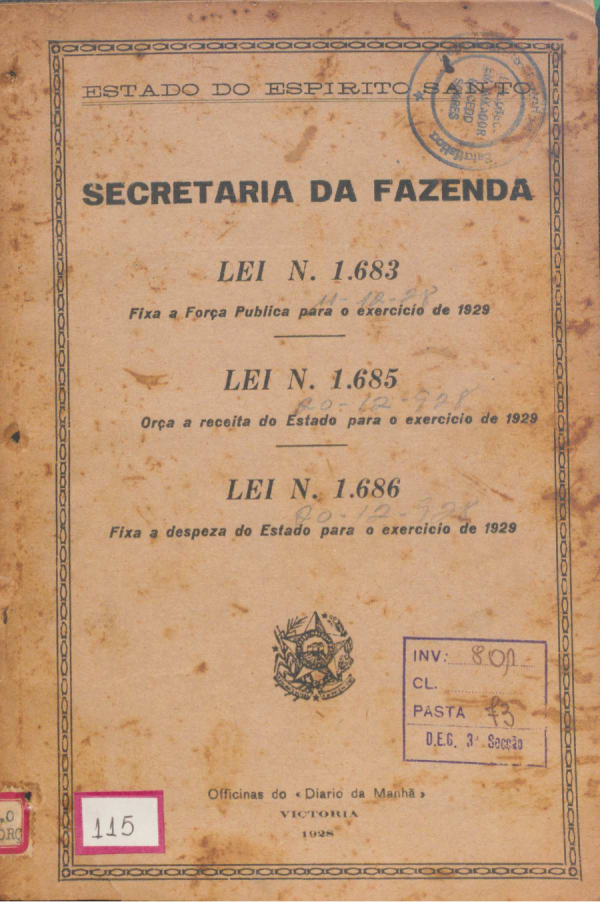 ESTADO DO ESPIRITO SANTO
SECRETARIA DA FAZENDA
LEI N. 1.683
11-12-28
Fixa a Força Publica para o exercicio de 1929
LEI N. 1.685
20-12-928
Orça a receita do Estado para o exercicio de 1929
LEI N. 1.686
20-12-928
Fixa a despeza do Estado para o exercicio de 1929
INV:
CL.
PASTA 73
D.E.G. 3ª Secção
Officinas do « Diario da Manhã »
VICTORIA
1928
115